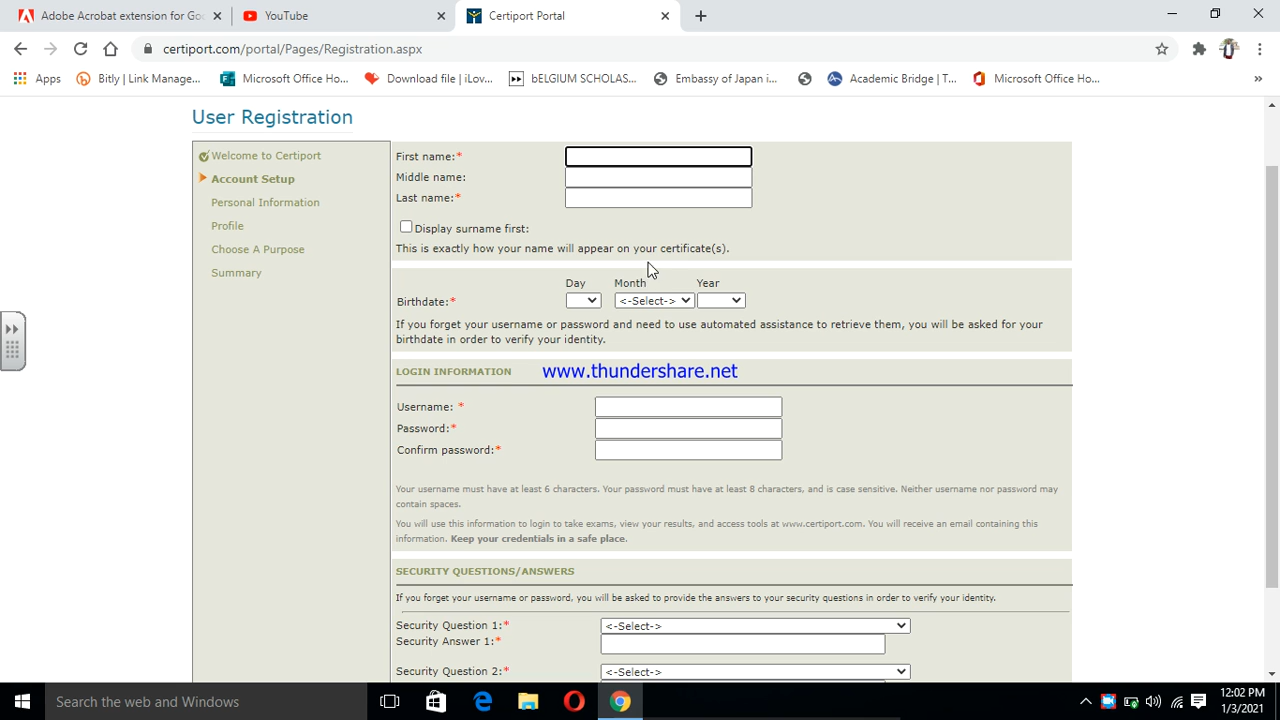 Adobe Acrobat extension for Goo
YouTube
Certiport Portal
certiport.com/portal/Pages/Registration.aspx
Apps
Bitly | Link Manage...
Microsoft Office Ho...
Download file | iLov...
bELGIUM SCHOLAS...
Embassy of Japan i...
Academic Bridge | T...
Microsoft Office Ho...
»
User Registration
Welcome to Certiport
Account Setup
Personal Information
Profile
Choose A Purpose
Summary
First name:*
Middle name:
Last name:*
Display surname first:
This is exactly how your name will appear on your certificate(s).
Day Month Year
Birthdate:* <-Select->
If you forget your username or password and need to use automated assistance to retrieve them, you will be asked for your
birthdate in order to verify your identity.
LOGIN INFORMATION www.thundershare.net
Username: *
Password:*
Confirm password:*
Your username must have at least 6 characters. Your password must have at least 8 characters, and is case sensitive. Neither username nor password may
contain spaces.
You will use this information to login to take exams, view your results, and access tools at www.certiport.com. You will receive an email containing this
information. Keep your credentials in a safe place.
SECURITY QUESTIONS/ANSWERS
If you forget your username or password, you will be asked to provide the answers to your security questions in order to verify your identity.
Security Question 1:* <-Select->
Security Answer 1:*
Security Question 2:* <-Select->
Search the web and Windows
12:02 PM
1/3/2021